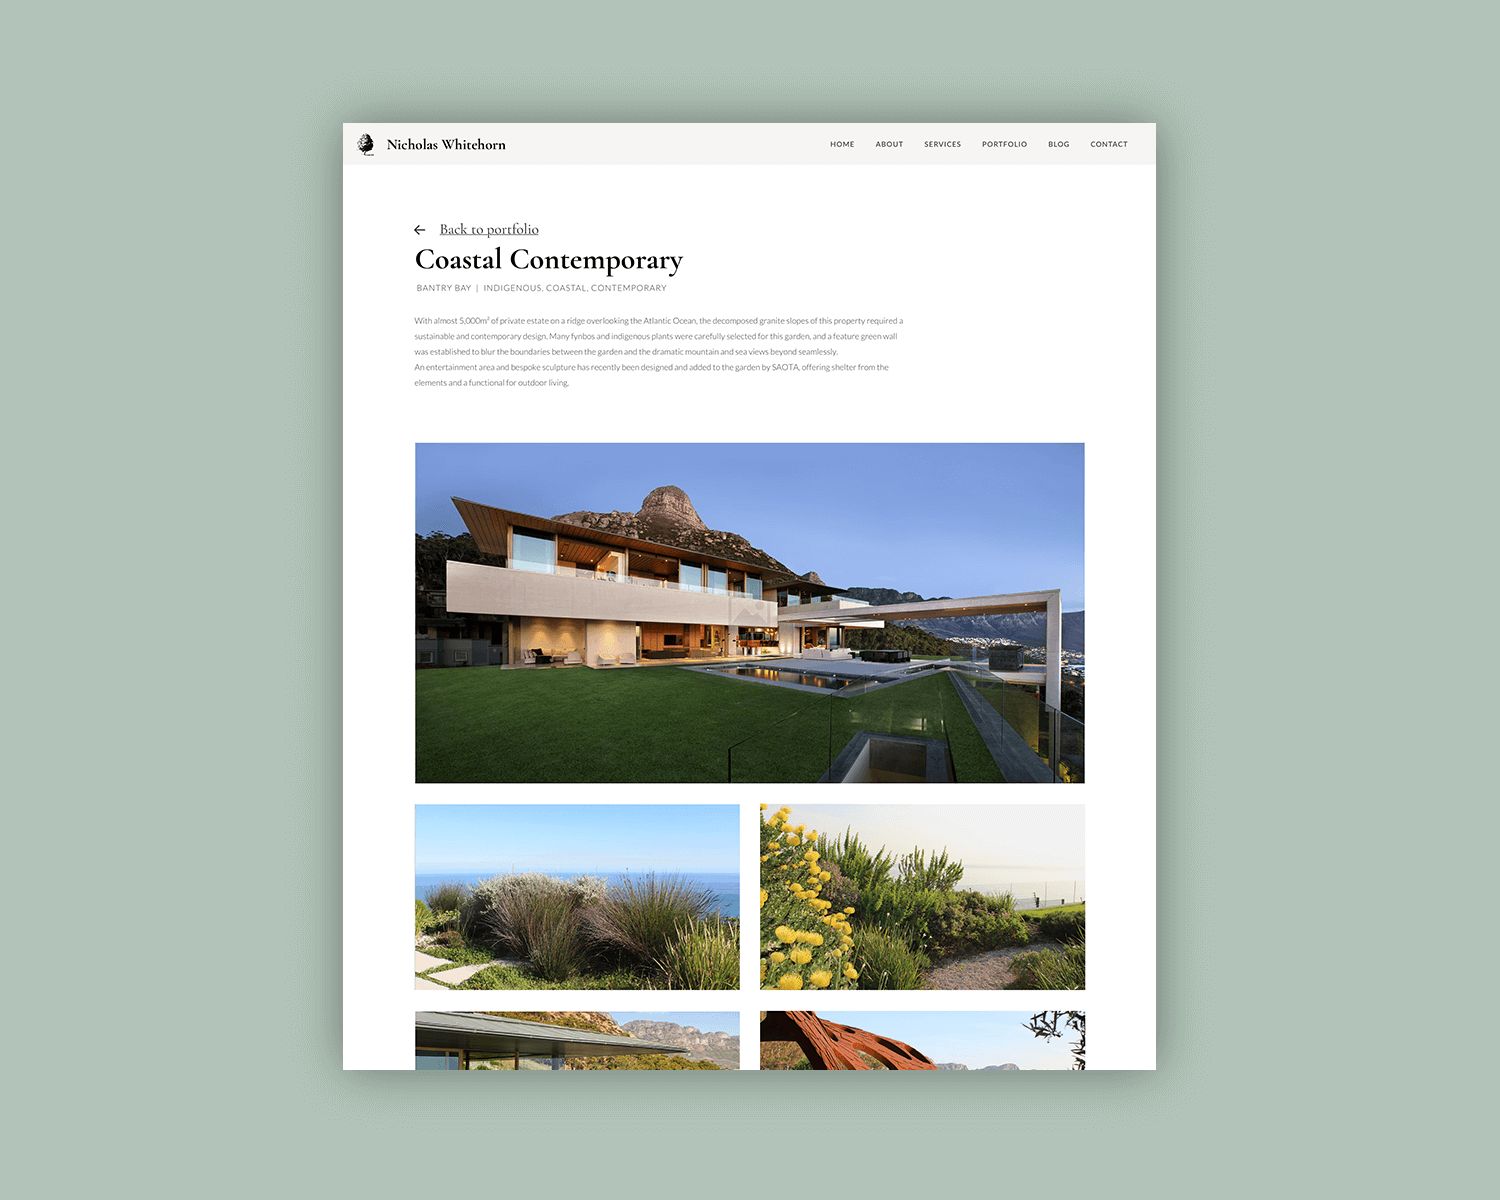 Nicholas Whitehorn
HOME ABOUT SERVICES PORTFOLIO BLOG CONTACT
← Back to portfolio
Coastal Contemporary
BANTRY BAY | INDIGENOUS, COASTAL, CONTEMPORARY
With almost 5,000m² of private estate on a ridge overlooking the Atlantic Ocean, the decomposed granite slopes of this property required a
sustainable and contemporary design. Many fynbos and indigenous plants were carefully selected for this garden, and a feature green wall
was established to blur the boundaries between the garden and the dramatic mountain and sea views beyond seamlessly.
An entertainment area and bespoke sculpture has recently been designed and added to the garden by SAOTA, offering shelter from the
elements and a functional for outdoor living.